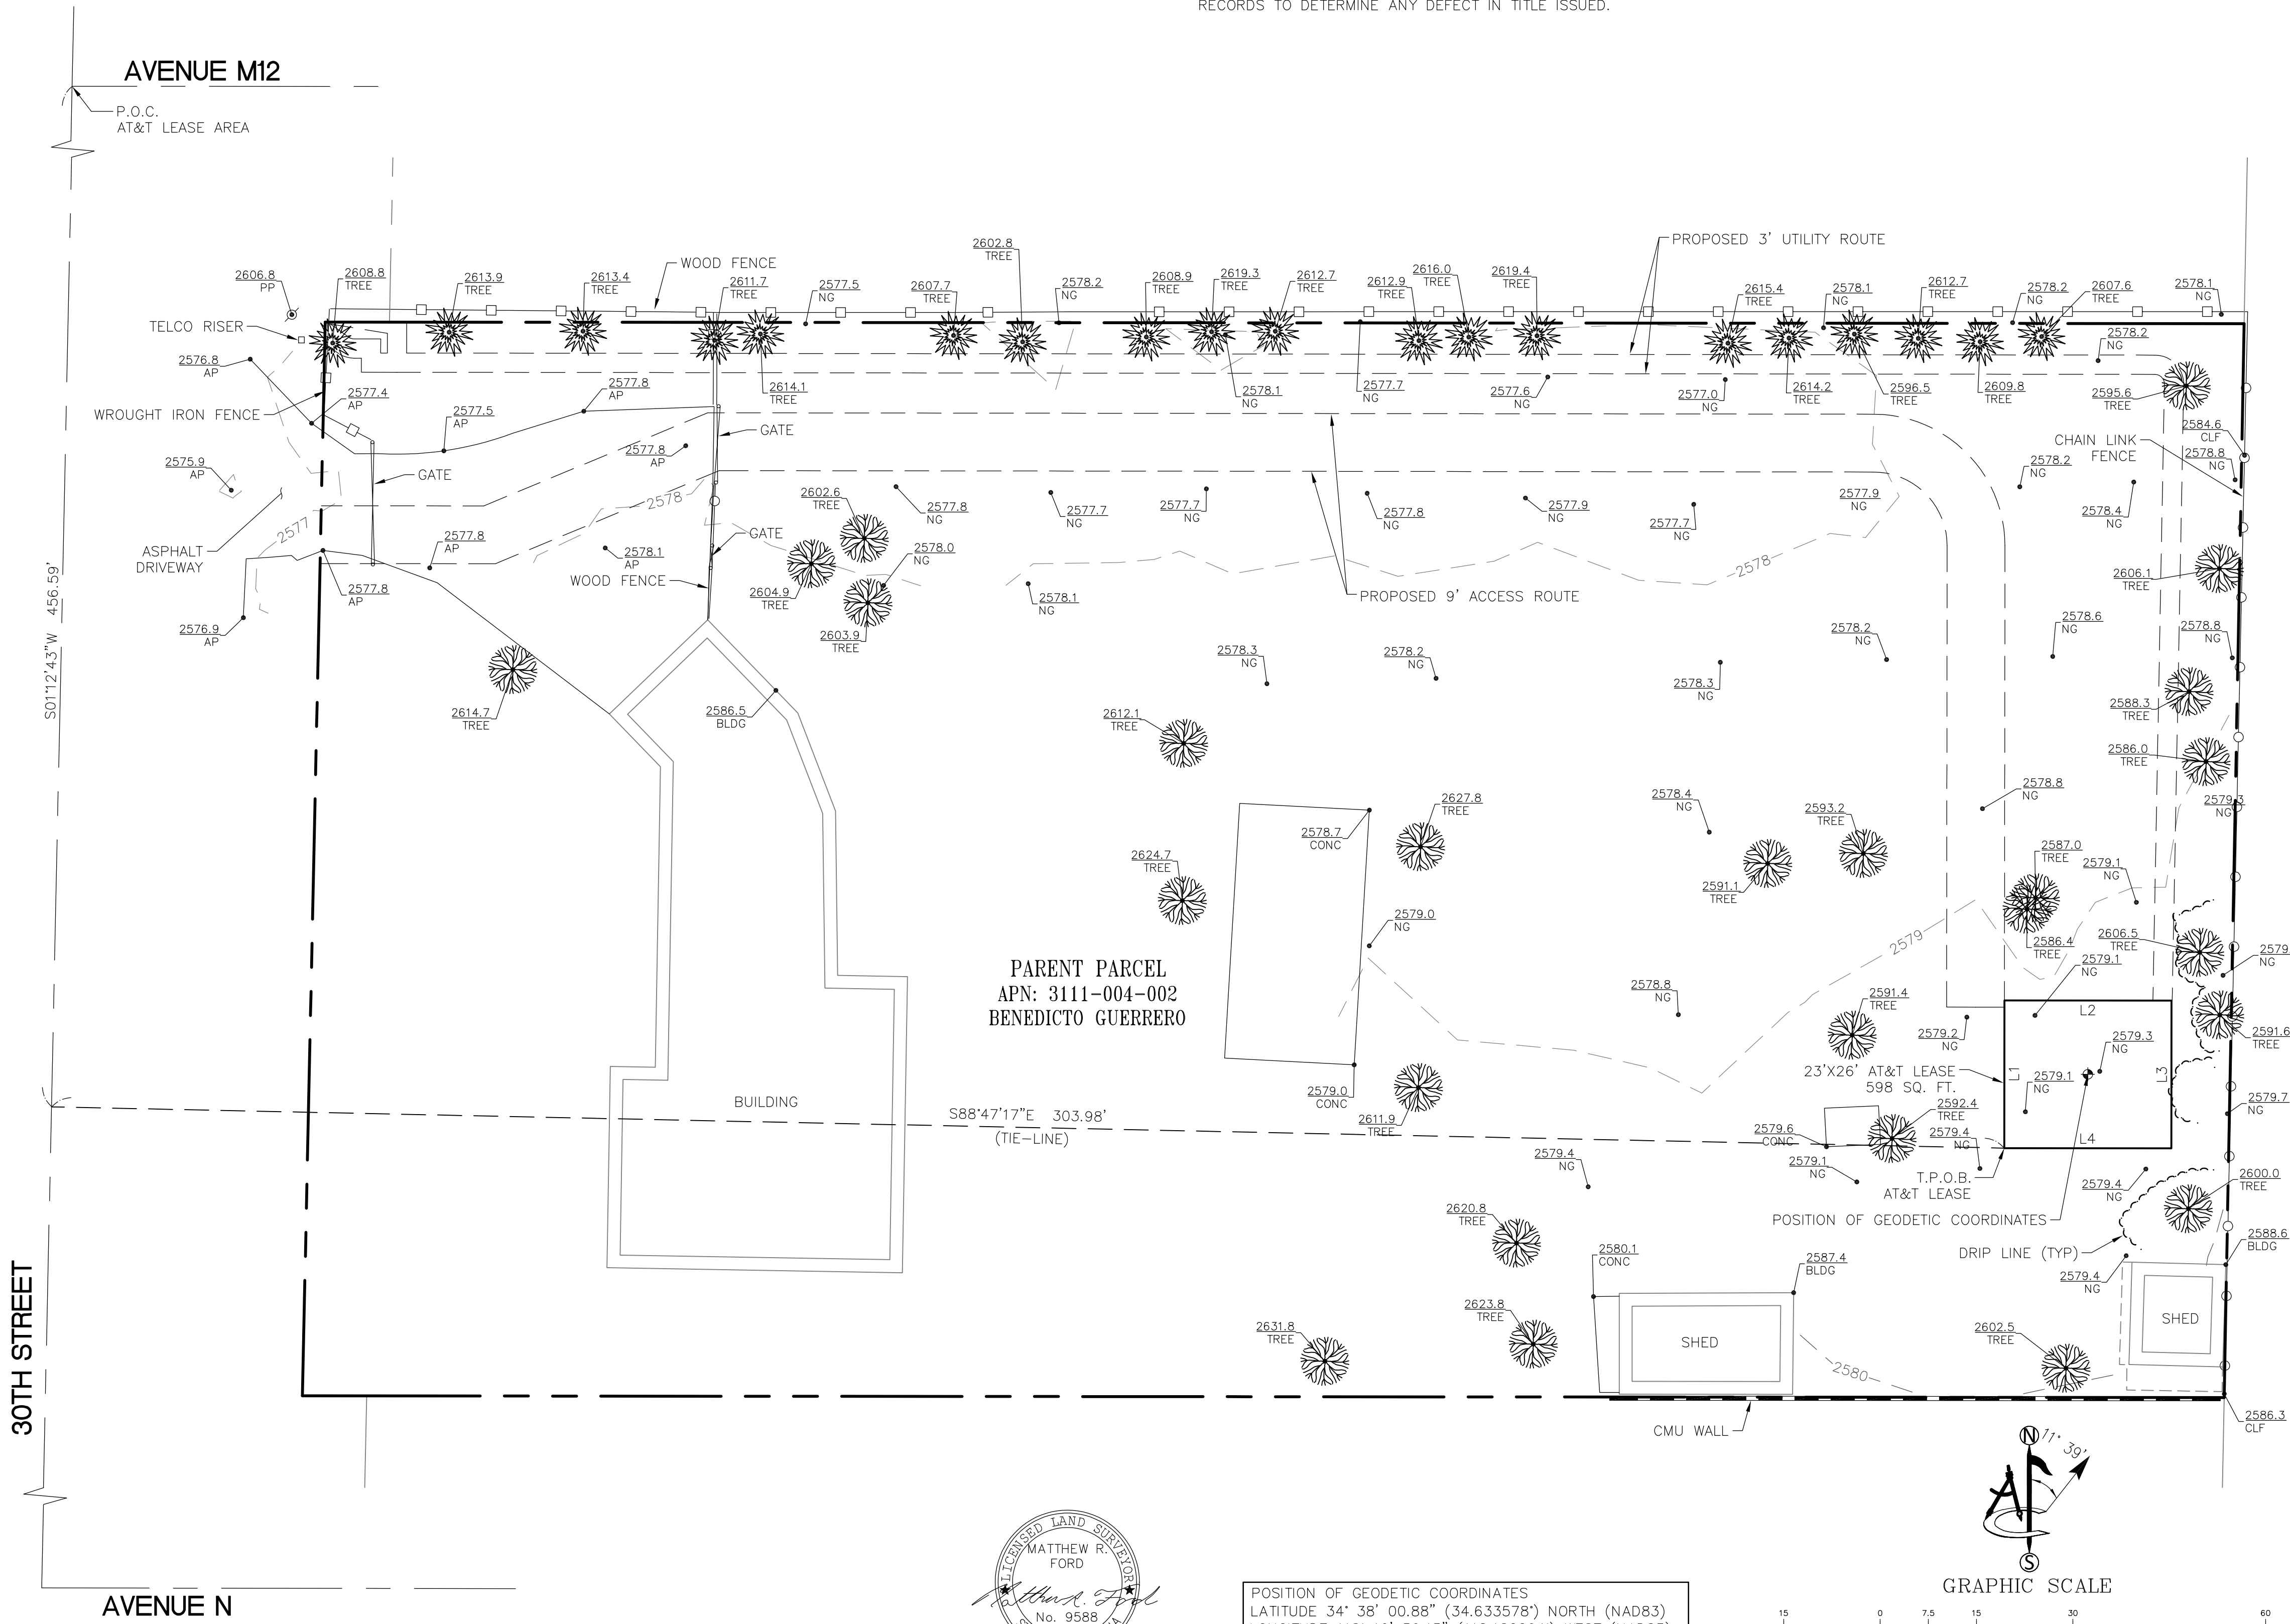 RECORDS TO DETERMINE ANY DEFECT IN TITLE ISSUED.
AVENUE M12
P.O.C.
AT&T LEASE AREA
2602.8
TREE
PROPOSED 3' UTILITY ROUTE
2606.8
PP
2608.8
TREE
2613.9
TREE
2613.4
TREE
WOOD FENCE
2611.7
TREE
2577.5
NG
2607.7
TREE
2578.2
NG
2608.9
TREE
2619.3
TREE
2612.7
TREE
2612.9
TREE
2616.0
TREE
2619.4
TREE
2615.4
TREE
2578.1
NG
2612.7
TREE
2578.2
NG
2607.6
TREE
2578.1
NG
TELCO RISER
2576.8
AP
2578.2
NG
WROUGHT IRON FENCE
2577.4
AP
2577.5
AP
2577.8
AP
2614.1
TREE
2578.1
NG
2577.7
NG
2577.6
NG
2577.0
NG
2614.2
TREE
2596.5
TREE
2609.8
TREE
2595.6
TREE
GATE
2577.8
AP
2584.6
CLF
CHAIN LINK
FENCE
2578.8
NG
2575.9
AP
GATE
2578
2602.6
TREE
2577.8
NG
2577.7
NG
2577.7
NG
2577.8
NG
2577.9
NG
2577.7
NG
2577.9
NG
2578.2
NG
2578.4
NG
2577
ASPHALT
DRIVEWAY
2577.8
AP
2578.1
AP
GATE
2578.0
NG
WOOD FENCE
2604.9
TREE
2578
2606.1
TREE
2577.8
AP
2578.1
NG
PROPOSED 9' ACCESS ROUTE
2576.9
AP
2603.9
TREE
2578.2
NG
2578.6
NG
2578.8
NG
S01°12'43"W 456.59'
2578.3
NG
2578.2
NG
2578.3
NG
2614.7
TREE
2586.5
BLDG
2612.1
TREE
2588.3
TREE
2586.0
TREE
2578.7
CONC
2627.8
TREE
2578.4
NG
2593.2
TREE
2578.8
NG
2579.3
NG
2624.7
TREE
2591.1
TREE
2587.0
TREE
2579.1
NG
2579.0
NG
2579
2586.4
TREE
2606.5
TREE
2579.
NG
PARENT PARCEL
APN: 3111-004-002
BENEDICTO GUERRERO
2578.8
NG
2591.4
TREE
2579.1
NG
2579.2
NG
L2
2579.3
NG
2591.6
TREE
23'X26' AT&T LEASE
598 SQ. FT.
L1
2579.1
NG
L3
2579.0
CONC
2611.9
TREE
BUILDING
S88°47'17"E 303.98'
(TIE-LINE)
2592.4
TREE
2579.7
NG
2579.6
CONC
2579.4
NG
L4
2579.4
NG
2579.1
NG
T.P.O.B.
AT&T LEASE
2579.4
NG
2600.0
TREE
2620.8
TREE
POSITION OF GEODETIC COORDINATES
2580.1
CONC
2587.4
BLDG
DRIP LINE (TYP)
2588.6
BLDG
2579.4
NG
2631.8
TREE
2623.8
TREE
SHED
2602.5
TREE
SHED
2580
30TH STREET
CMU WALL
2586.3
CLF
N
11° 39'
S
GRAPHIC SCALE
LICENSED LAND SURVEYOR
MATTHEW R.
FORD
Matthew R. Ford
No. 9588
AVENUE N
POSITION OF GEODETIC COORDINATES
LATITUDE 34° 38' 00.88" (34.633578°) NORTH (NAD83)
15 0 7.5 15 30 60